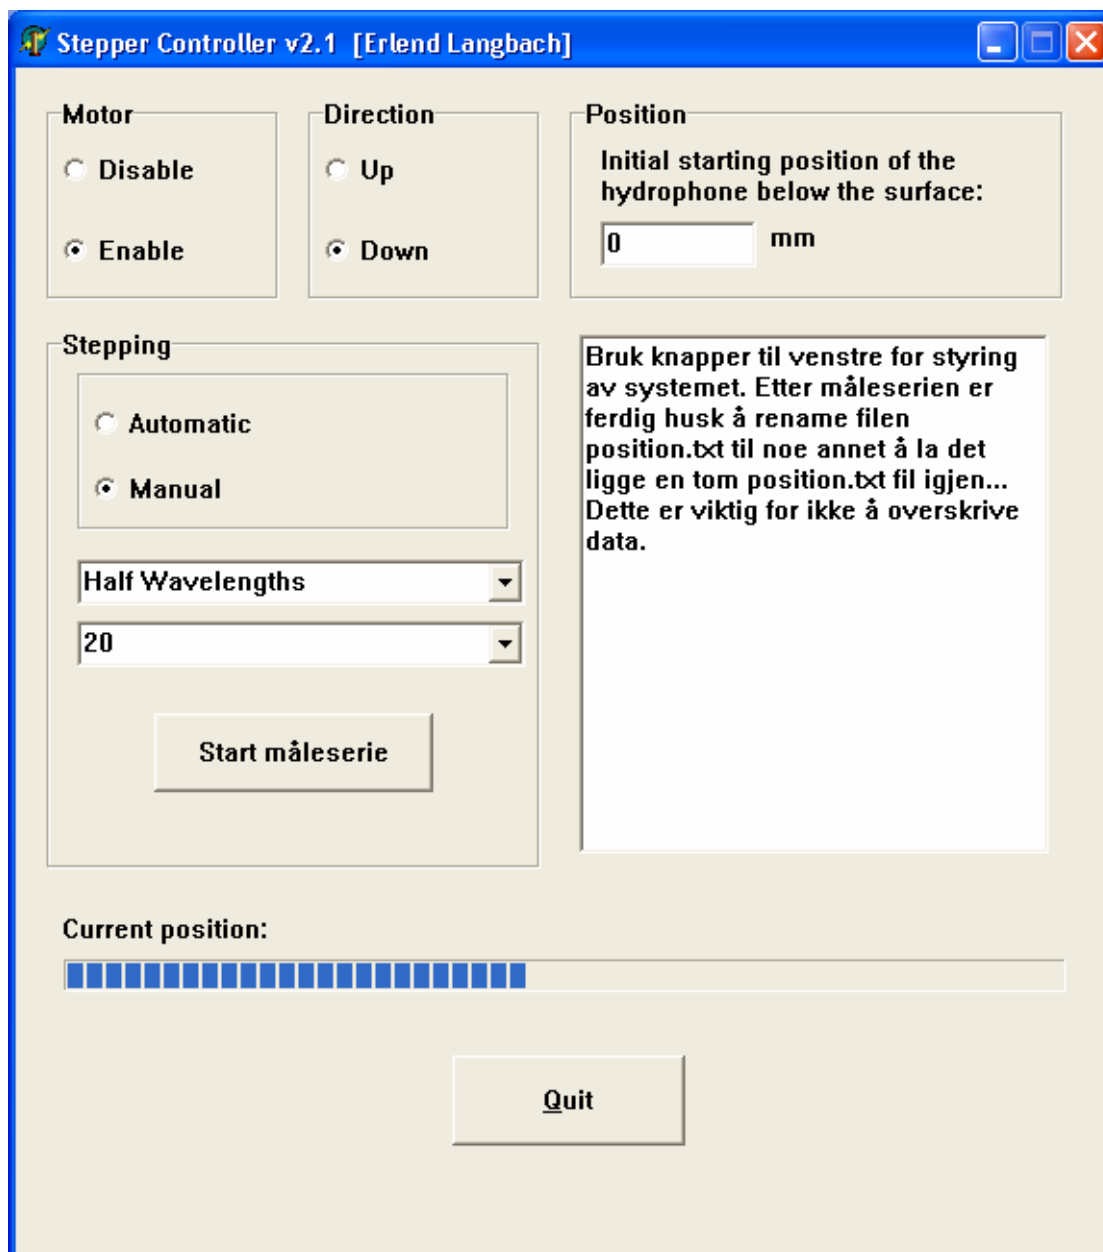 Stepper Controller v2.1 [Erlend Langbach]
Motor
Disable
Enable
Direction
Up
Down
Position
Initial starting position of the
hydrophone below the surface:
0 mm
Stepping
Automatic
Manual
Half Wavelengths
20
Start måleserie
Bruk knapper til venstre for styring
av systemet. Etter måleserien er
ferdig husk å rename filen
position.txt til noe annet å la det
ligge en tom position.txt fil igjen...
Dette er viktig for ikke å overskrive
data.
Current position:
Quit